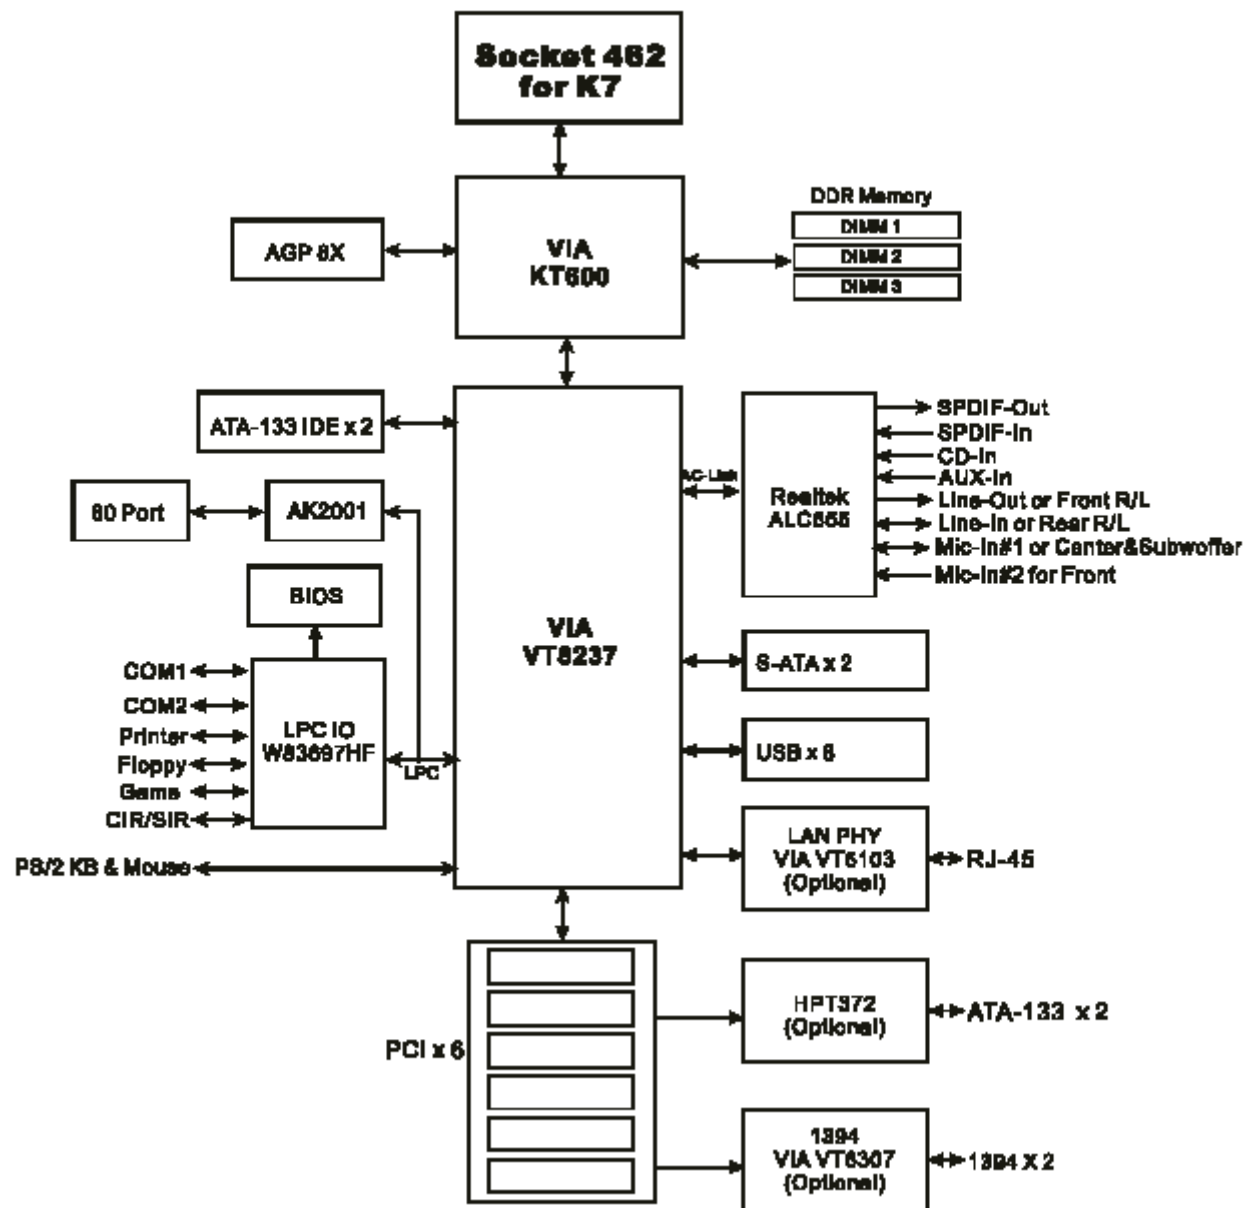 Socket 462
for K7
VIA
KT600
AGP 8X
DDR Memory
DIMM 1
DIMM 2
DIMM 3
ATA-133 IDE x 2
80 Port
AK2001
BIOS
COM1
COM2
Printer
Floppy
Game
CIR/SIR
LPC IO
W83697HF
LPC
PS/2 KB & Mouse
VIA
VT8237
AC-Link
Realtek
ALC655
SPDIF-Out
SPDIF-In
CD-In
AUX-In
Line-Out or Front R/L
Line-In or Rear R/L
Mic-In#1 or Canter&Subwoffer
Mic-In#2 for Front
S-ATA x 2
USB x 8
LAN PHY
VIA VT6103
(Optional)
RJ-45
PCI x 6
HPT372
(Optional)
ATA-133 x 2
1394
VIA VT6307
(Optional)
1394 X 2